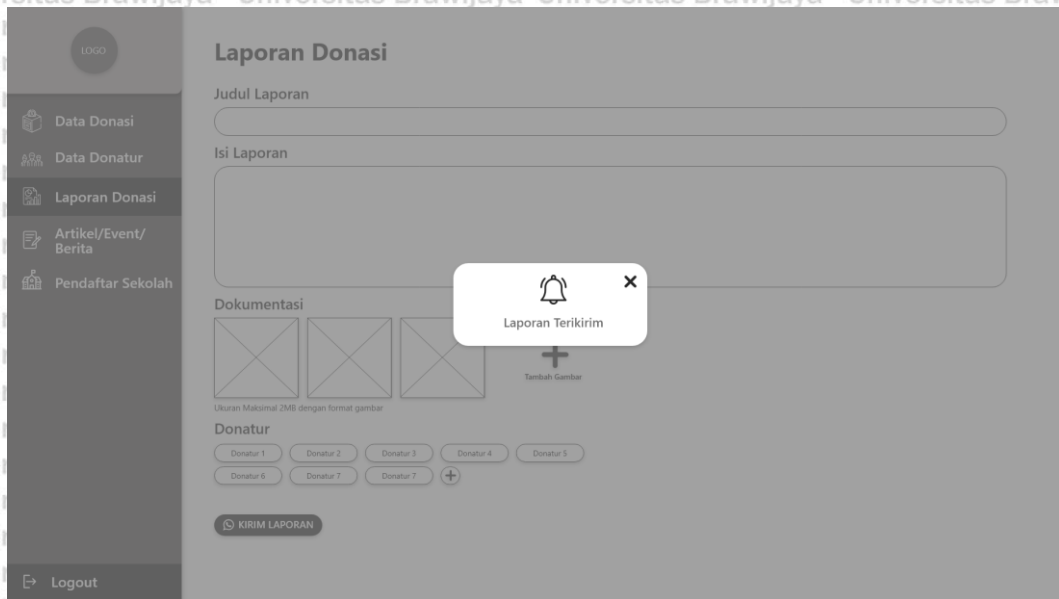 LOGO
Data Donasi
Data Donatur
Laporan Donasi
Artikel/Event/
Berita
Pendaftar Sekolah
Logout
Laporan Donasi
Judul Laporan
Isi Laporan
Laporan Terikirim
Dokumentasi
Tambah Gambar
Ukuran Maksimal 2MB dengan format gambar
Donatur
Donatur 1 Donatur 2 Donatur 3 Donatur 4 Donatur 5
Donatur 6 Donatur 7 Donatur 7
KIRIM LAPORAN